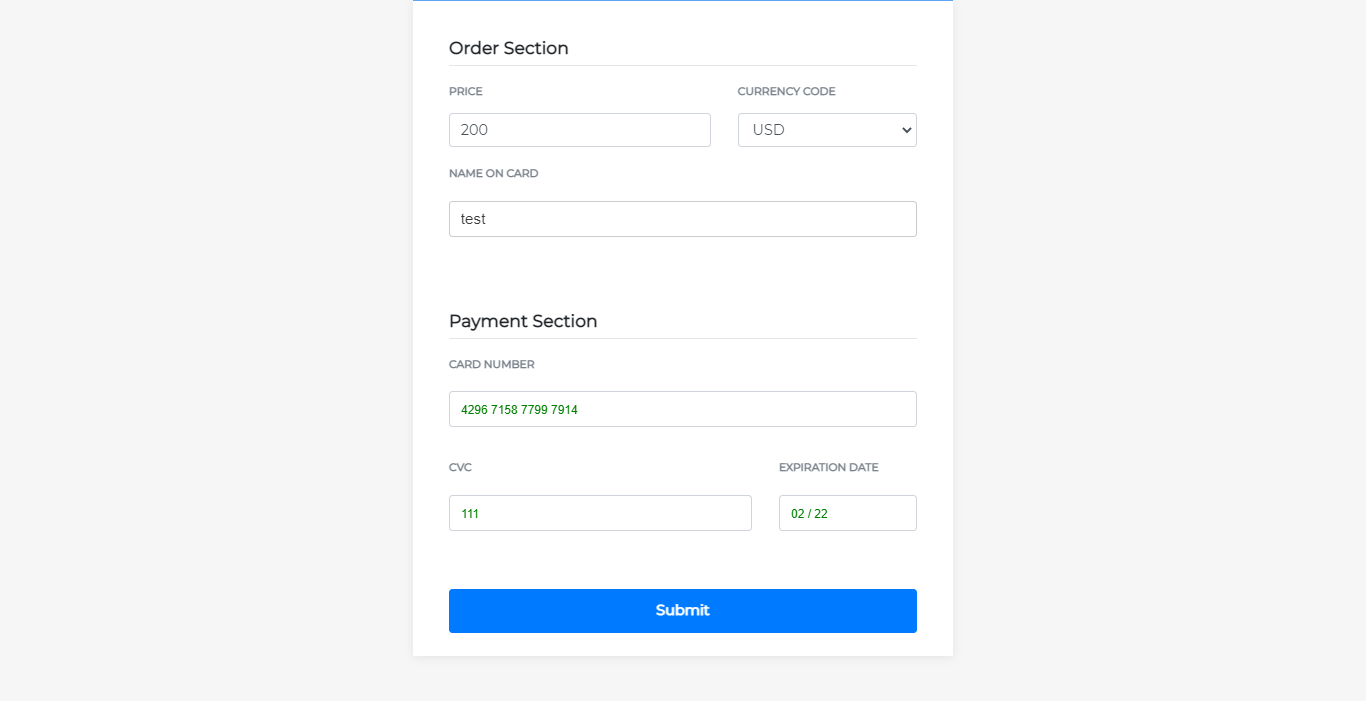 Order Section
PRICE CURRENCY CODE
200 USD
NAME ON CARD
test
Payment Section
CARD NUMBER
4296 7158 7799 7914
CVC EXPIRATION DATE
111 02 / 22
Submit